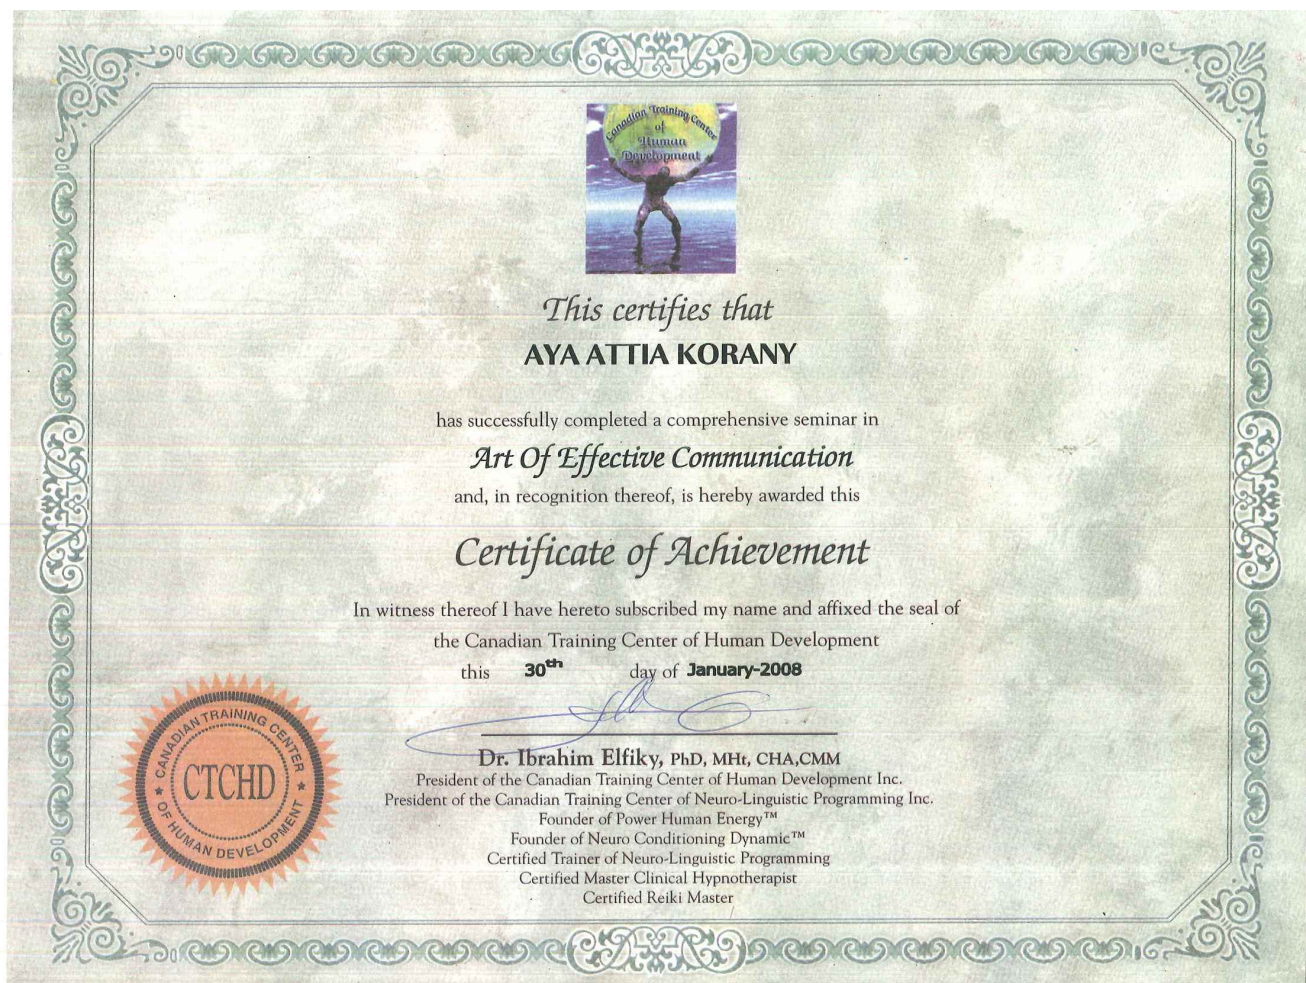 Canadian Training Center
of
Human
Development
This certifies that
AYA ATTIA KORANY
has successfully completed a comprehensive seminar in
Art Of Effective Communication
and, in recognition thereof, is hereby awarded this
Certificate of Achievement
In witness thereof I have hereto subscribed my name and affixed the seal of
the Canadian Training Center of Human Development
this 30th day of January-2008
Dr. Ibrahim Elfiky, PhD, MHt, CHA,CMM
President of the Canadian Training Center of Human Development Inc.
President of the Canadian Training Center of Neuro-Linguistic Programming Inc.
Founder of Power Human Energy™
Founder of Neuro Conditioning Dynamic™
Certified Trainer of Neuro-Linguistic Programming
Certified Master Clinical Hypnotherapist
Certified Reiki Master
CANADIAN TRAINING CENTER
CTCHD
OF HUMAN DEVELOPMENT